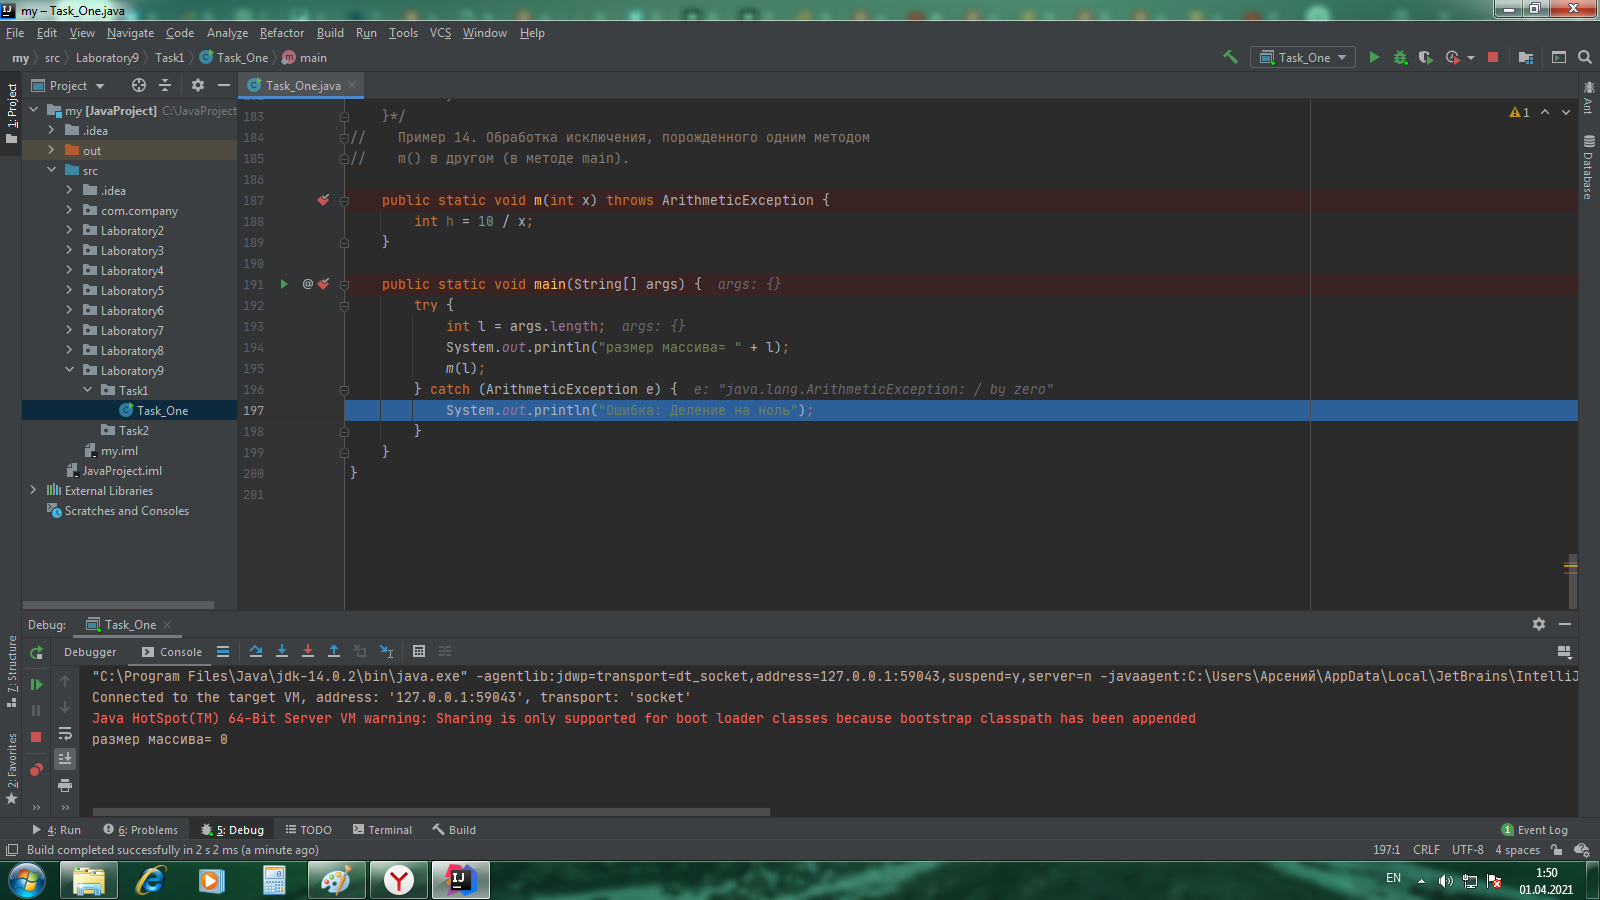 my – Task_One.java
File Edit View Navigate Code Analyze Refactor Build Run Tools VCS Window Help
my src Laboratory9 Task1 Task_One main
Task_One
Project
Task_One.java
1: Project
my [JavaProject] C:\JavaProject
.idea
out
src
.idea
com.company
Laboratory2
Laboratory3
Laboratory4
Laboratory5
Laboratory6
Laboratory7
Laboratory8
Laboratory9
Task1
Task_One
Task2
my.iml
JavaProject.iml
External Libraries
Scratches and Consoles
183 }*/
184 // Пример 14. Обработка исключения, порожденного одним методом
185 // m() в другом (в методе main).
186
187 public static void m(int x) throws ArithmeticException {
188 int h = 10 / x;
189 }
190
191 @ public static void main(String[] args) { args: {}
192 try {
193 int l = args.length; args: {}
194 System.out.println("размер массива= " + l);
195 m(l);
196 } catch (ArithmeticException e) { e: "java.lang.ArithmeticException: / by zero"
197 System.out.println("Ошибка: Деление на ноль");
198 }
199 }
200 }
201
1
Ant
Database
Debug: Task_One
Debugger Console
7: Structure
2: Favorites
"C:\Program Files\Java\jdk-14.0.2\bin\java.exe" -agentlib:jdwp=transport=dt_socket,address=127.0.0.1:59043,suspend=y,server=n -javaagent:C:\Users\Арсений\AppData\Local\JetBrains\IntelliJ
Connected to the target VM, address: '127.0.0.1:59043', transport: 'socket'
Java HotSpot(TM) 64-Bit Server VM warning: Sharing is only supported for boot loader classes because bootstrap classpath has been appended
размер массива= 0
4: Run 6: Problems 5: Debug TODO Terminal Build 1 Event Log
Build completed successfully in 2 s 2 ms (a minute ago) 197:1 CRLF UTF-8 4 spaces
EN 1:50
01.04.2021